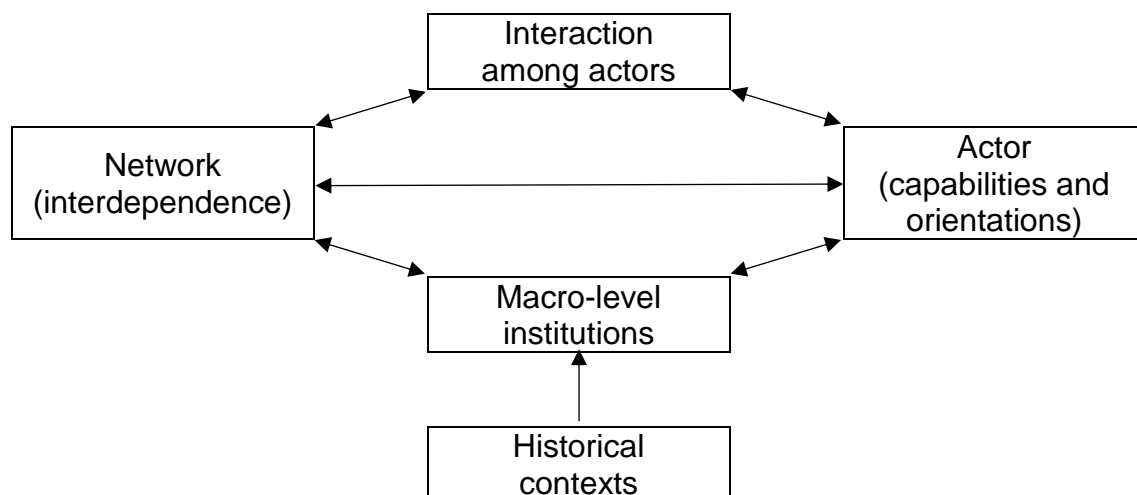 Interaction
among actors
Network
(interdependence)
Actor
(capabilities and
orientations)
Macro-level
institutions
Historical
contexts